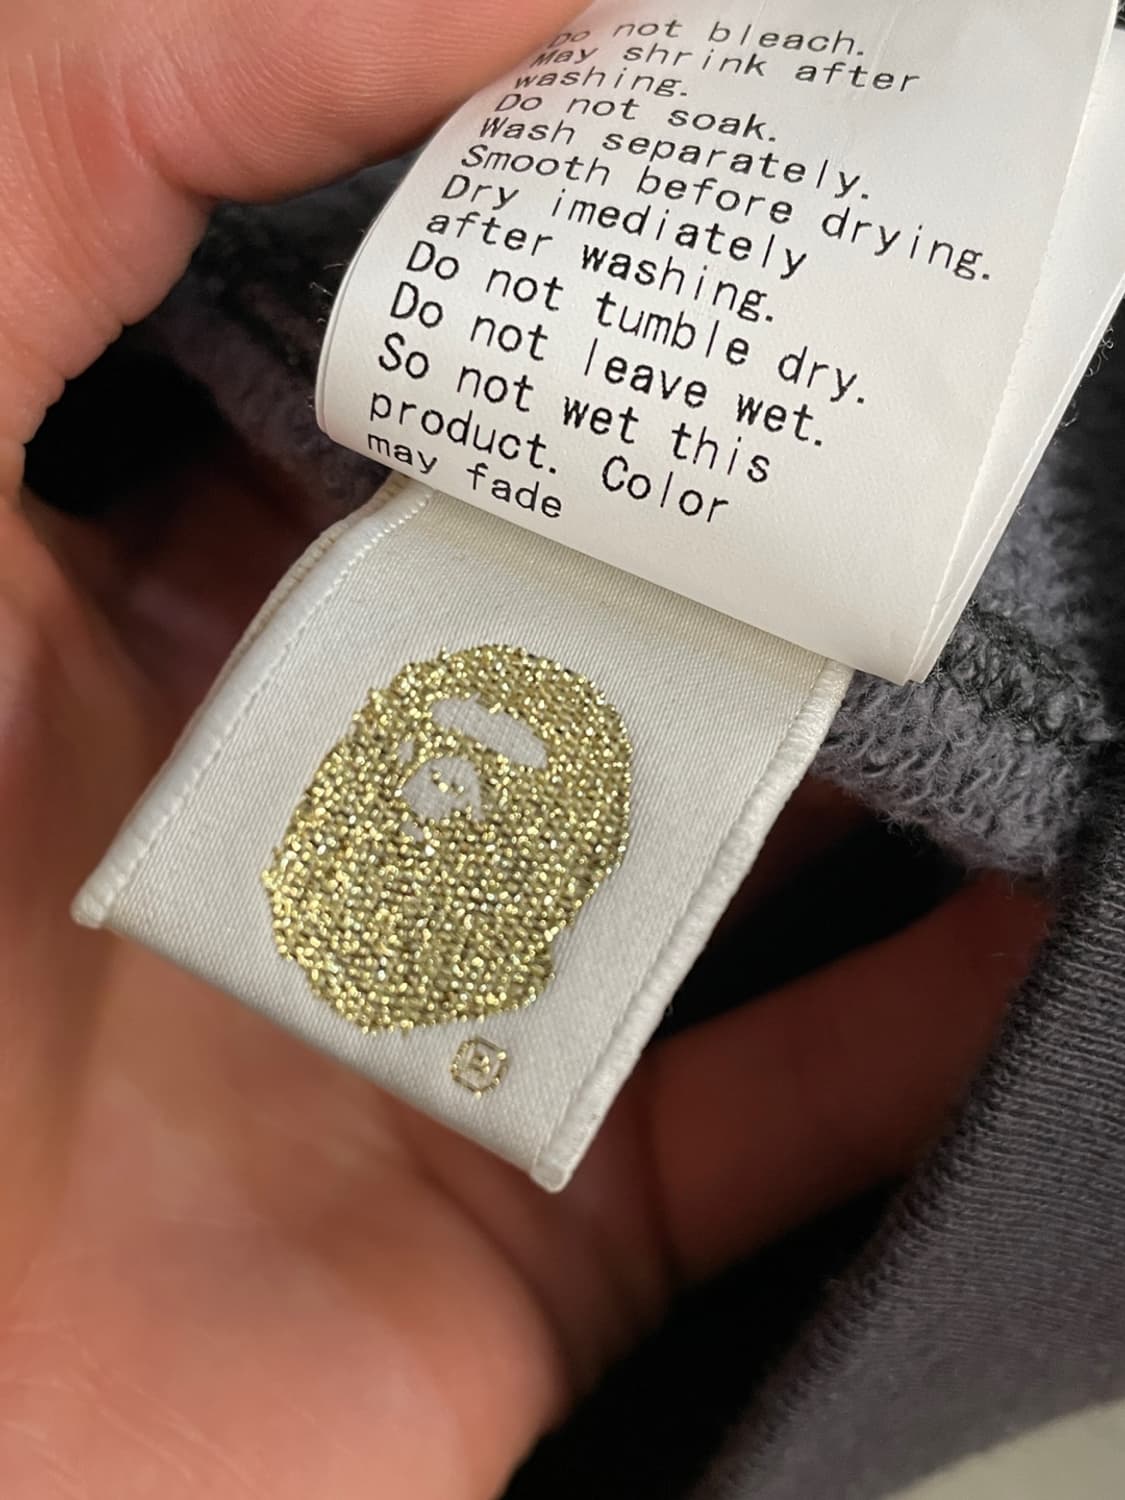 Do not bleach.
May shrink after
washing.
Do not soak.
Wash separately.
Smooth before drying.
Dry imediately
after washing.
Do not tumble dry.
Do not leave wet.
So not wet this
product. Color
may fade